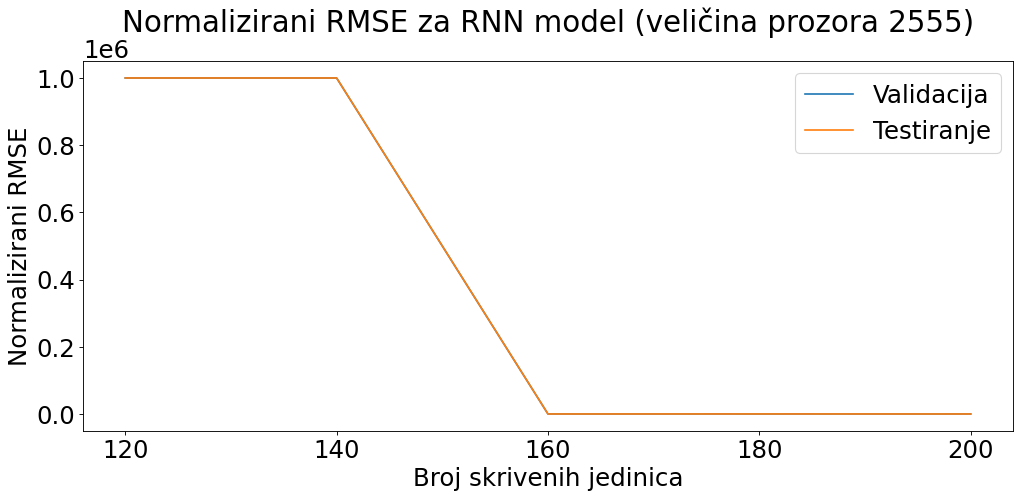 Normalizirani RMSE za RNN model (veličina prozora 2555)
1e6
1.0
0.8
0.6
0.4
0.2
0.0
Normalizirani RMSE
Validacija
Testiranje
120 140 160 180 200
Broj skrivenih jedinica